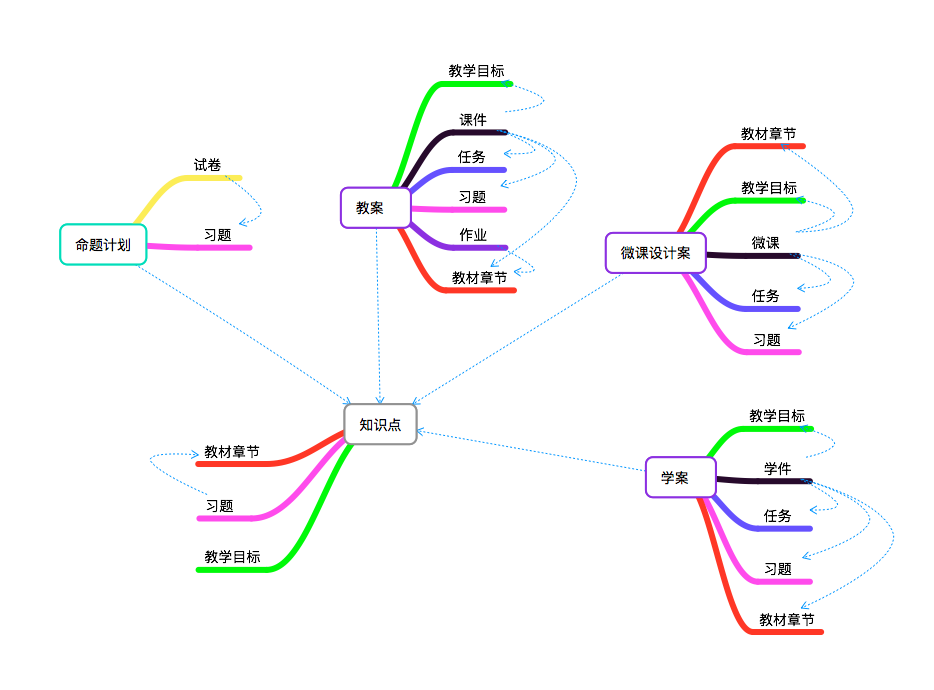 试卷
命题计划
习题
教学目标
课件
任务
教案
习题
作业
教材章节
教材章节
教学目标
微课
微课设计案
任务
习题
知识点
教材章节
习题
教学目标
教学目标
学件
学案
任务
习题
教材章节